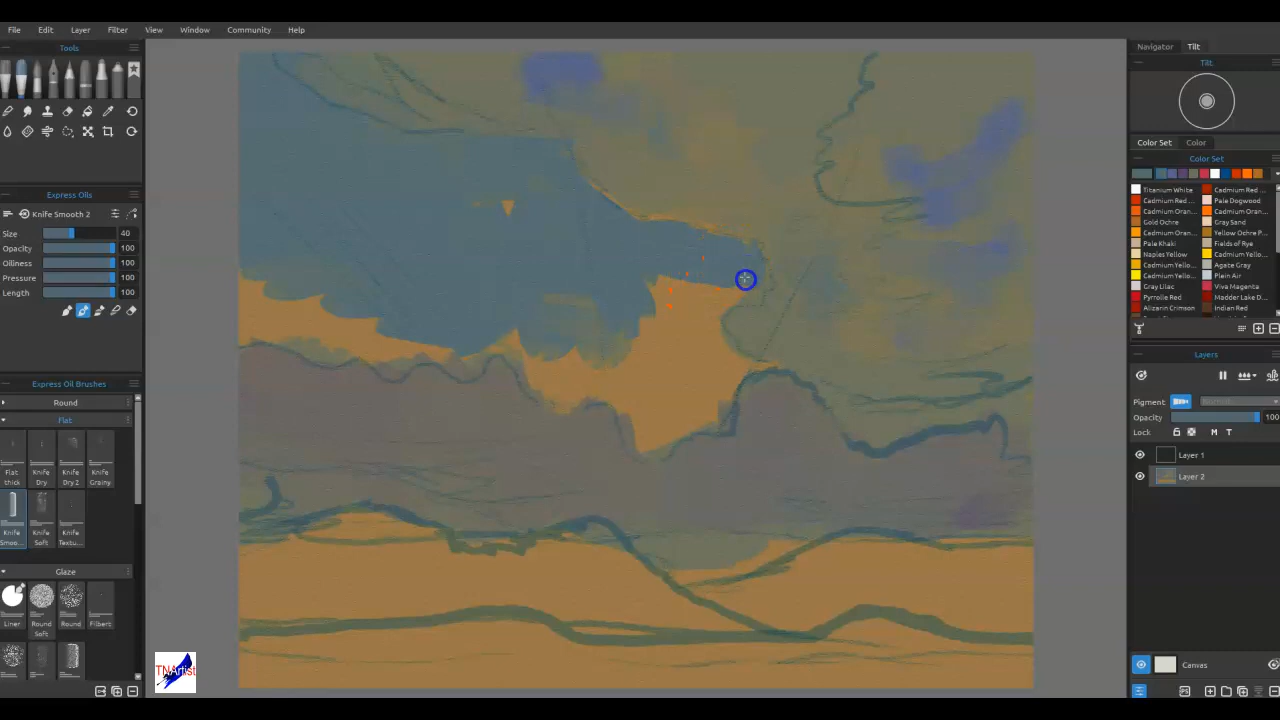 File Edit Layer Filter View Window Community Help
Tools
Express Oils
Knife Smooth 2
Size 40
Opacity 100
Oiliness 100
Pressure 100
Length 100
Express Oil Brushes
Round
Flat
Flat thick
Knife Dry
Knife Dry 2
Knife Grainy
Knife Smoo...
Knife Soft
Knife Textu...
Glaze
Liner
Round Soft
Round
Filbert
TNArtist
Navigator Tilt
Tilt
Color Set Color
Color Set
Titanium White Cadmium Red ...
Cadmium Red ... Pale Dogwood
Cadmium Oran... Cadmium Oran...
Gold Ochre Gray Sand
Cadmium Oran... Yellow Ochre P...
Pale Khaki Fields of Rye
Naples Yellow Cadmium Yello...
Cadmium Yello... Agate Gray
Cadmium Yello... Plain Air
Gray Lilac Viva Magenta
Pyrrolle Red Madder Lake D...
Alizarin Crimson Indian Red
Layers
Pigment
Opacity 100
Lock M T
Layer 1
Layer 2
Canvas
PS